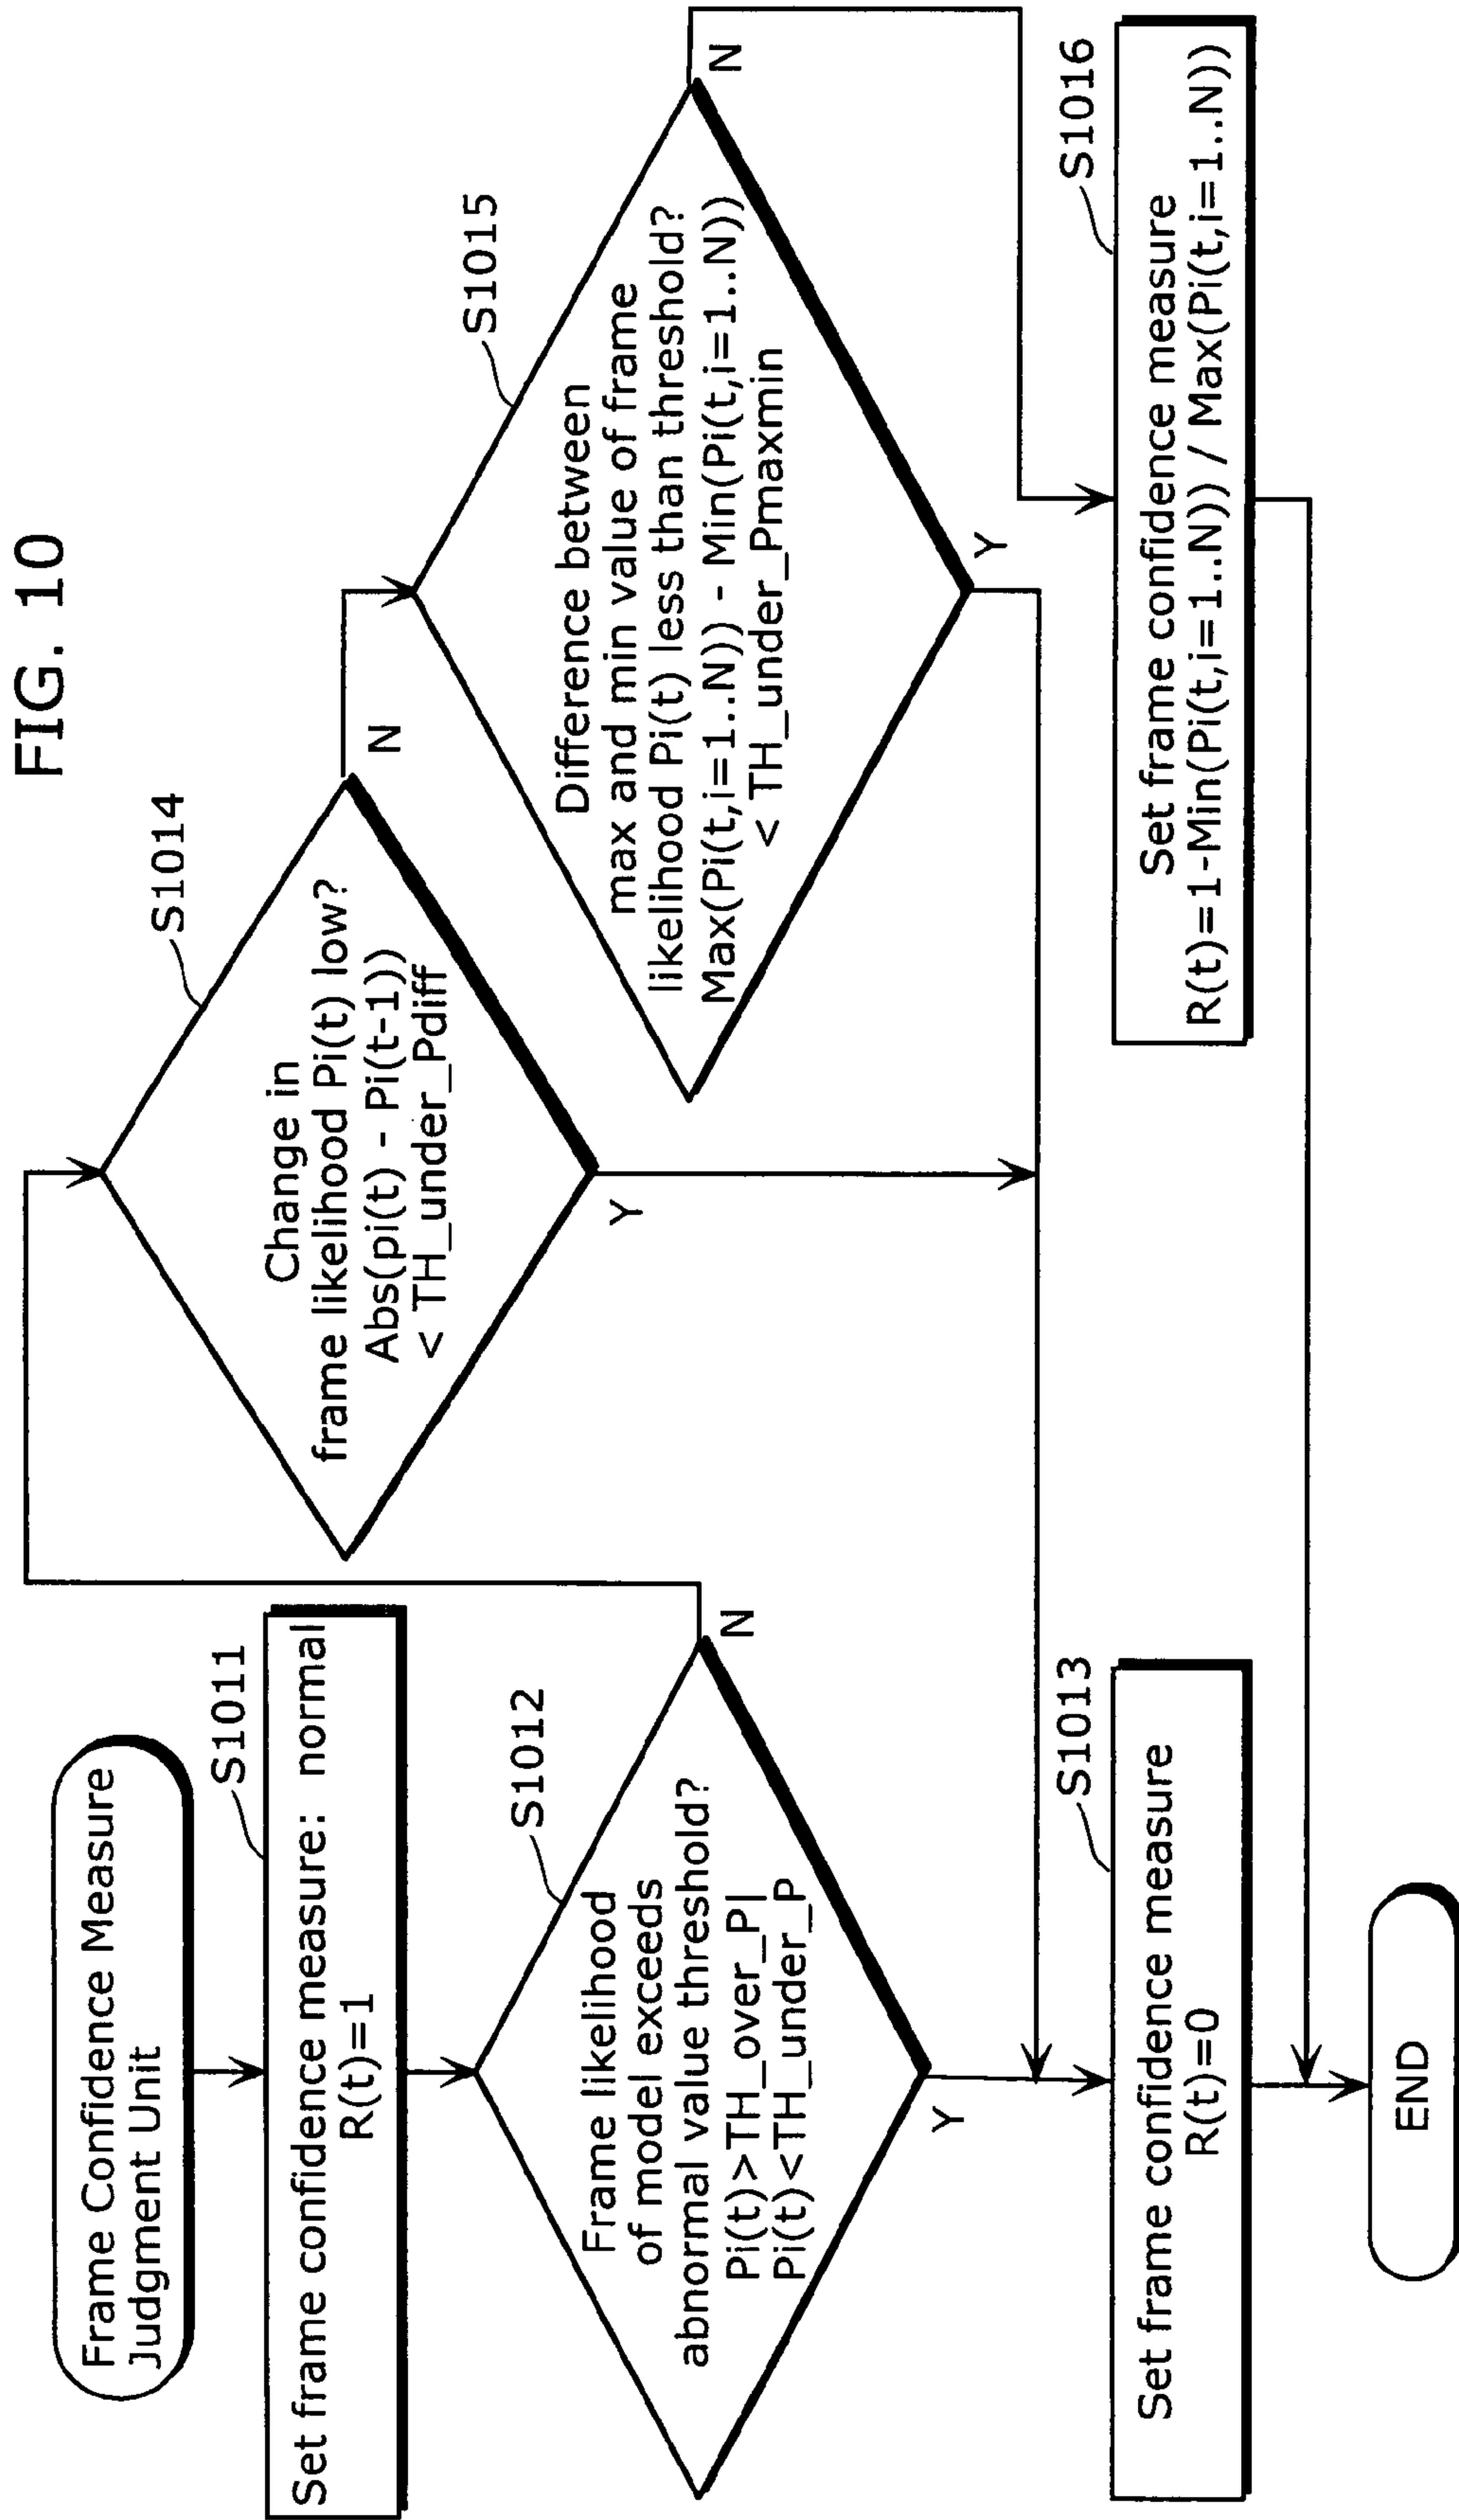 FIG. 10
Frame Confidence Measure
Judgment Unit
S1011
Set frame confidence measure: normal
R(t)=1
S1012
Frame likelihood
of model exceeds
abnormal value threshold?
Pi(t)>TH_over_P|
Pi(t)<TH_under_P
N
Y
S1013
Set frame confidence measure
R(t)=0
END
S1014
Change in
frame likelihood Pi(t) low?
Abs(pi(t) - Pi(t-1))
< TH_under_Pdiff
N
Y
S1015
Difference between
max and min value of frame
likelihood Pi(t) less than threshold?
Max(Pi(t,i=1..N)) - Min(Pi(t,i=1..N))
< TH_under_Pmaxmin
N
Y
S1016
Set frame confidence measure
R(t)=1-Min(Pi(t,i=1..N)) / Max(Pi(t,i=1..N))